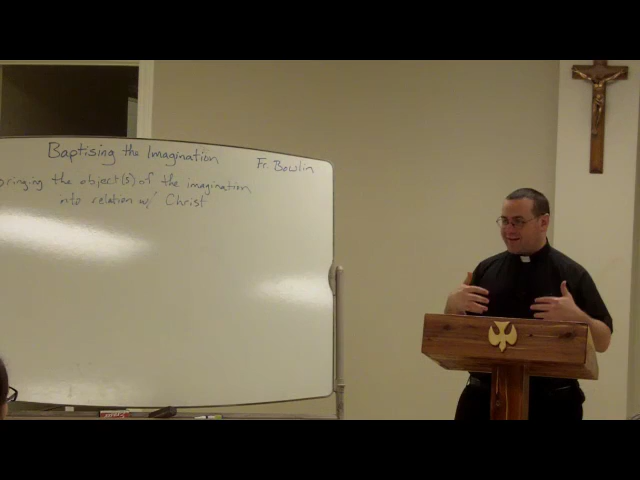 Baptising the Imagination
Fr. Bowlin
bringing the object(s) of the imagination
into relation w/ Christ